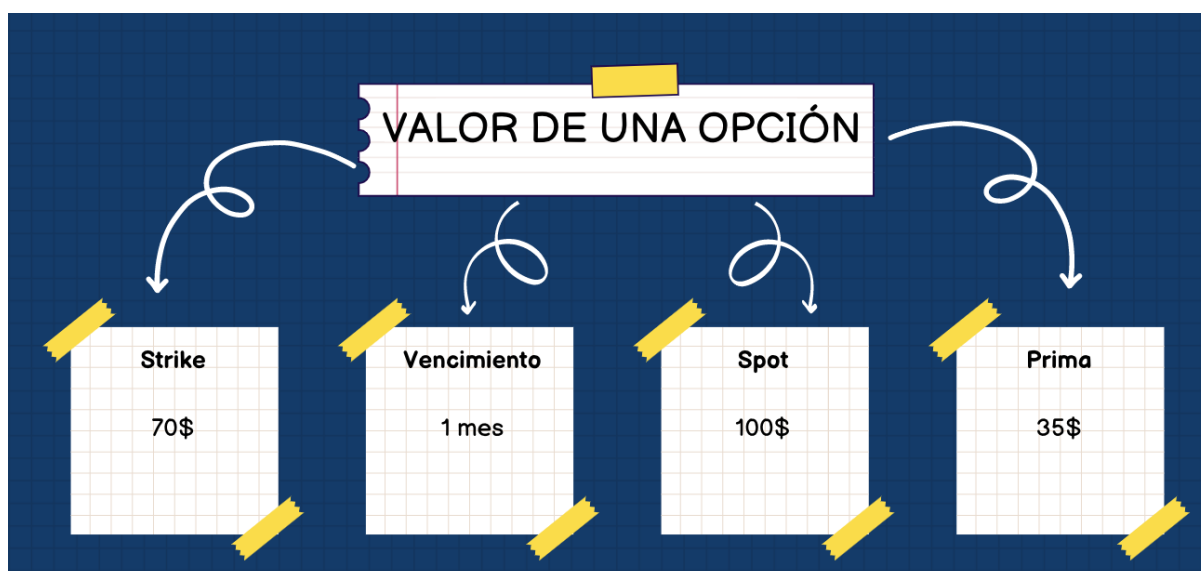 VALOR DE UNA OPCIÓN
Strike
70$
Vencimiento
1 mes
Spot
100$
Prima
35$